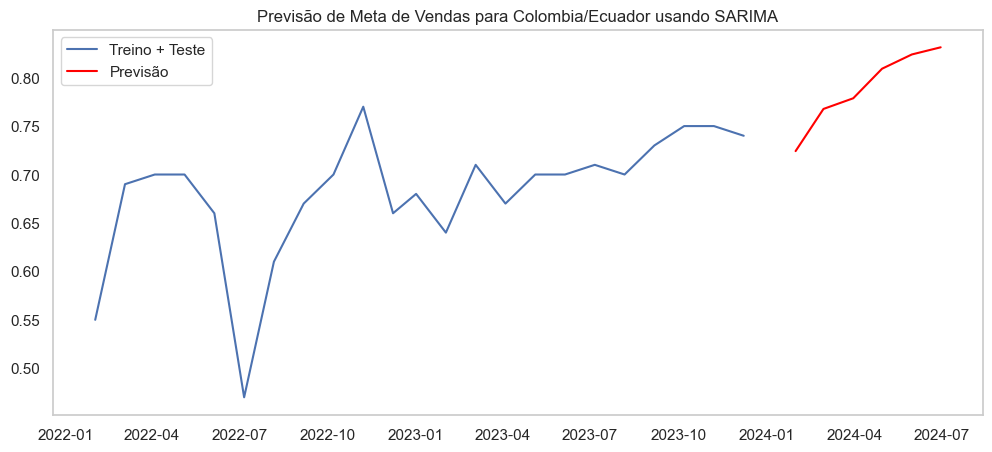 Previsão de Meta de Vendas para Colombia/Ecuador usando SARIMA
Treino + Teste
Previsão
0.80
0.75
0.70
0.65
0.60
0.55
0.50
2022-01 2022-04 2022-07 2022-10 2023-01 2023-04 2023-07 2023-10 2024-01 2024-04 2024-07